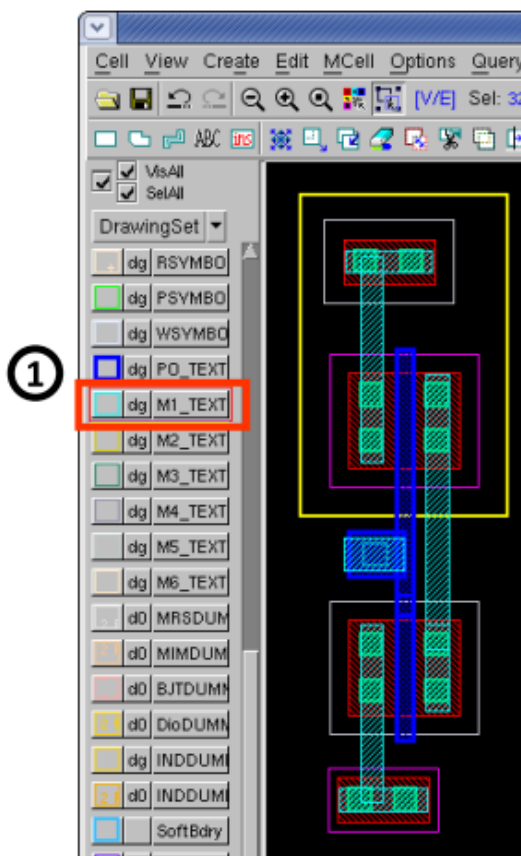 Cell View Create Edit MCell Options Query
[V/E] Sel: 32
ABC
VisAll
SelAll
DrawingSet
dg RSYMBO
dg PSYMBO
dg WSYMBO
1
dg PO_TEXT
dg M1_TEXT
dg M2_TEXT
dg M3_TEXT
dg M4_TEXT
dg M5_TEXT
dg M6_TEXT
d0 MRSDUM
d0 MIMDUM
d0 BJTDUMN
d0 DioDUMM
dg INDDUMI
d0 INDDUMI
SoftBdry